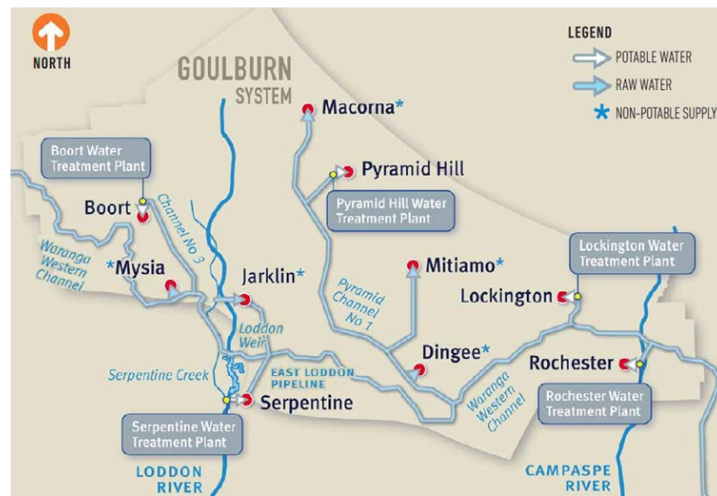 NORTH
GOULBURN
SYSTEM
LEGEND
POTABLE WATER
RAW WATER
* NON-POTABLE SUPPLY
Macorna*
Boort Water
Treatment Plant
Pyramid Hill
Pyramid Hill Water
Treatment Plant
Boort
Channel No 3
Waranga
Western
Channel
*Mysia
Jarklin*
Mitiamo*
Lockington Water
Treatment Plant
Lockington
Pyramid
Channel
No 1
Loddon
Weir
Dingee*
Rochester
Serpentine Creek
EAST LODDON
PIPELINE
Waranga
Western
Channel
Serpentine
Rochester Water
Treatment Plant
Serpentine Water
Treatment Plant
LODDON
RIVER
CAMPASPE
RIVER